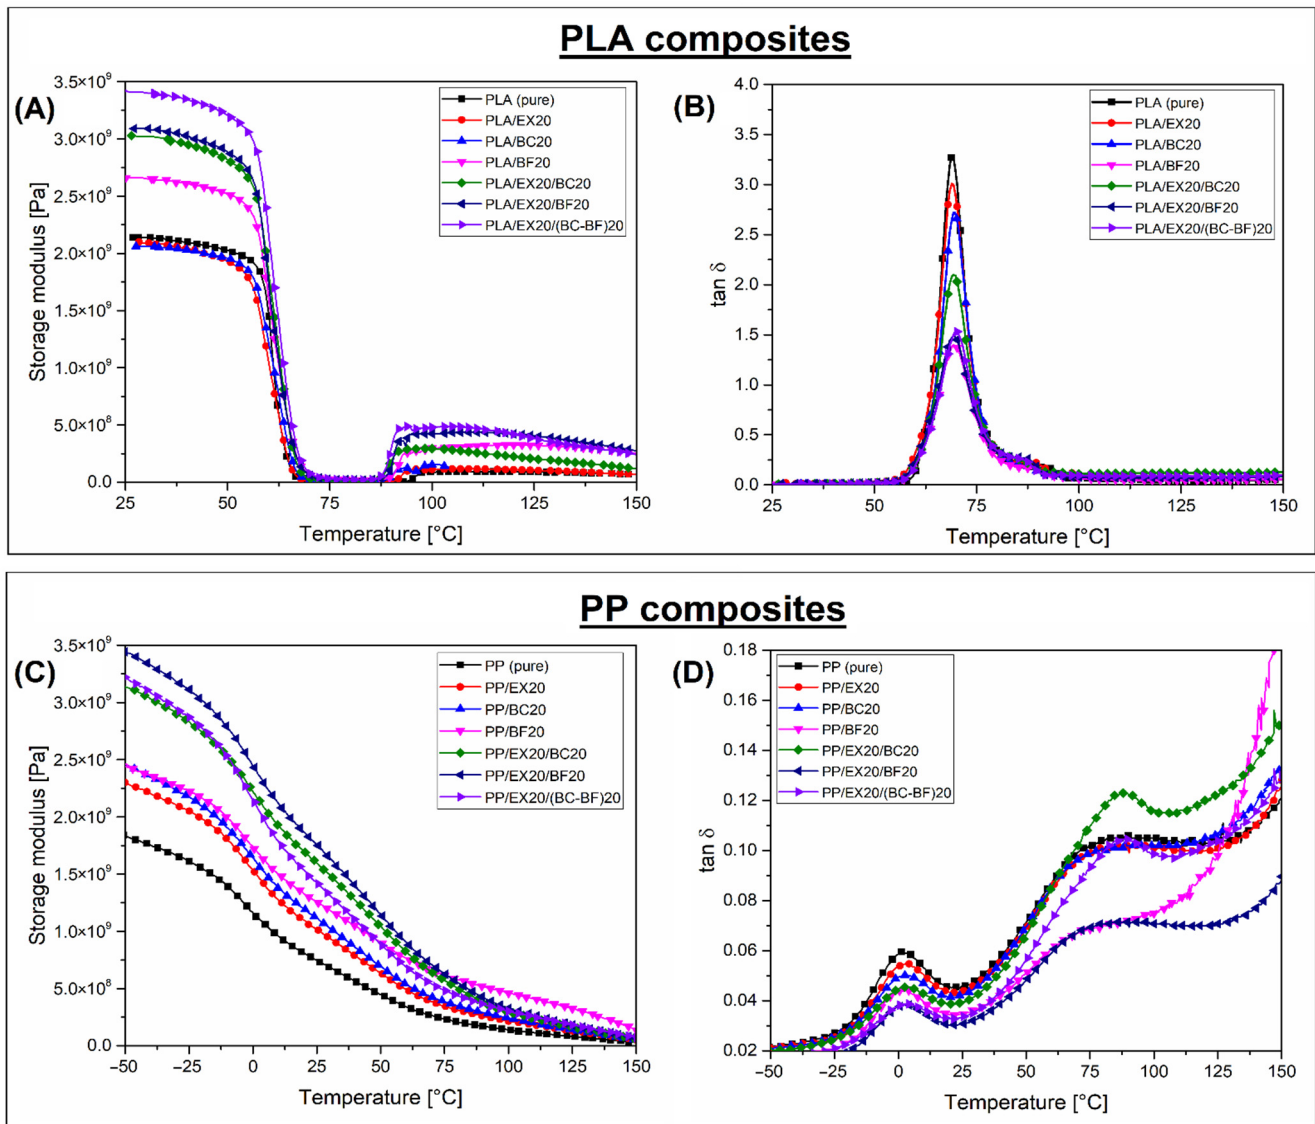 PLA composites
(A)
3.5×10⁹
3.0×10⁹
2.5×10⁹
2.0×10⁹
1.5×10⁹
1.0×10⁹
5.0×10⁸
0.0
Storage modulus [Pa]
25
50
75
100
125
150
Temperature [°C]
PLA (pure)
PLA/EX20
PLA/BC20
PLA/BF20
PLA/EX20/BC20
PLA/EX20/BF20
PLA/EX20/(BC-BF)20
(B)
4.0
3.5
3.0
2.5
2.0
1.5
1.0
0.5
0.0
tan δ
25
50
75
100
125
150
Temperature [°C]
PLA (pure)
PLA/EX20
PLA/BC20
PLA/BF20
PLA/EX20/BC20
PLA/EX20/BF20
PLA/EX20/(BC-BF)20
PP composites
(C)
3.5×10⁹
3.0×10⁹
2.5×10⁹
2.0×10⁹
1.5×10⁹
1.0×10⁹
5.0×10⁸
0.0
Storage modulus [Pa]
−50
−25
0
25
50
75
100
125
150
Temperature [°C]
PP (pure)
PP/EX20
PP/BC20
PP/BF20
PP/EX20/BC20
PP/EX20/BF20
PP/EX20/(BC-BF)20
(D)
0.18
0.16
0.14
0.12
0.10
0.08
0.06
0.04
0.02
tan δ
−50
−25
0
25
50
75
100
125
150
Temperature [°C]
PP (pure)
PP/EX20
PP/BC20
PP/BF20
PP/EX20/BC20
PP/EX20/BF20
PP/EX20/(BC-BF)20